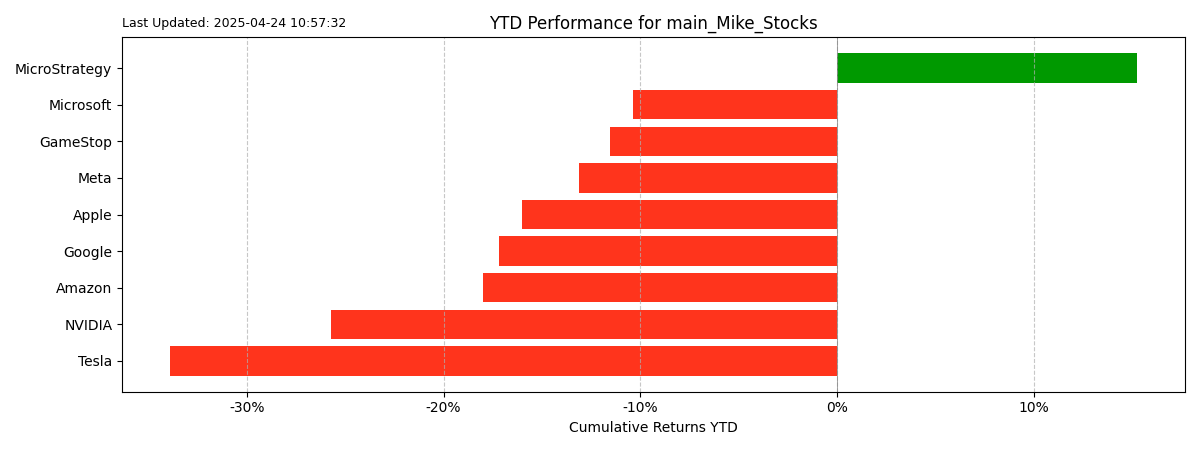 Last Updated: 2025-04-24 10:57:32
YTD Performance for main_Mike_Stocks
MicroStrategy
Microsoft
GameStop
Meta
Apple
Google
Amazon
NVIDIA
Tesla
-30% -20% -10% 0% 10%
Cumulative Returns YTD